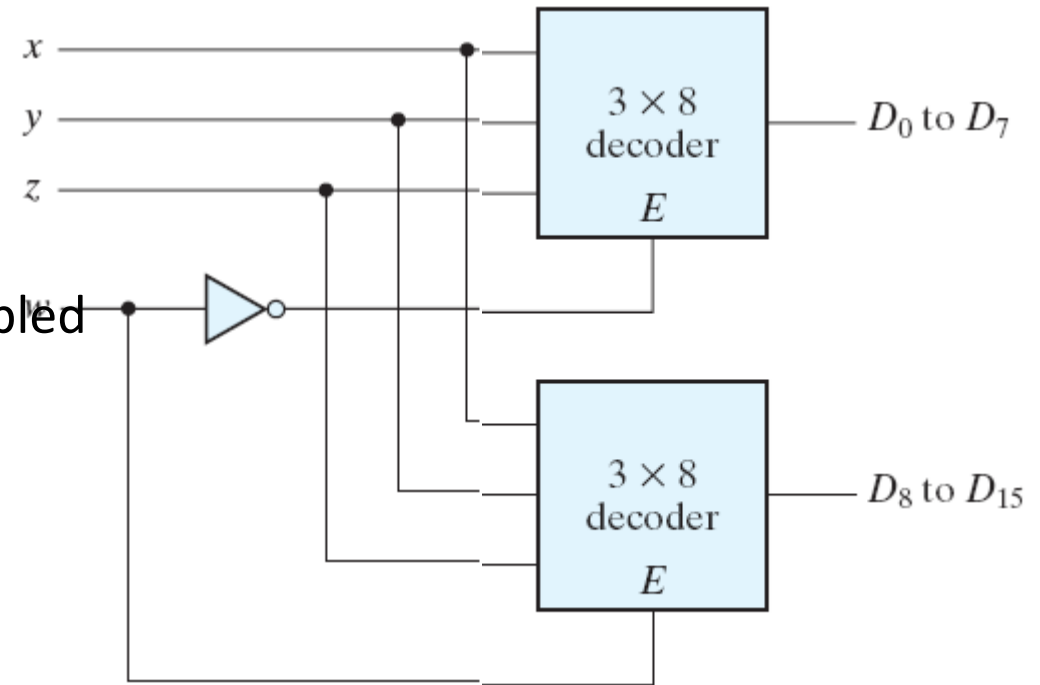 x
y
z
w
bled
3 × 8
decoder
E
D₀ to D₇
3 × 8
decoder
E
D₈ to D₁₅